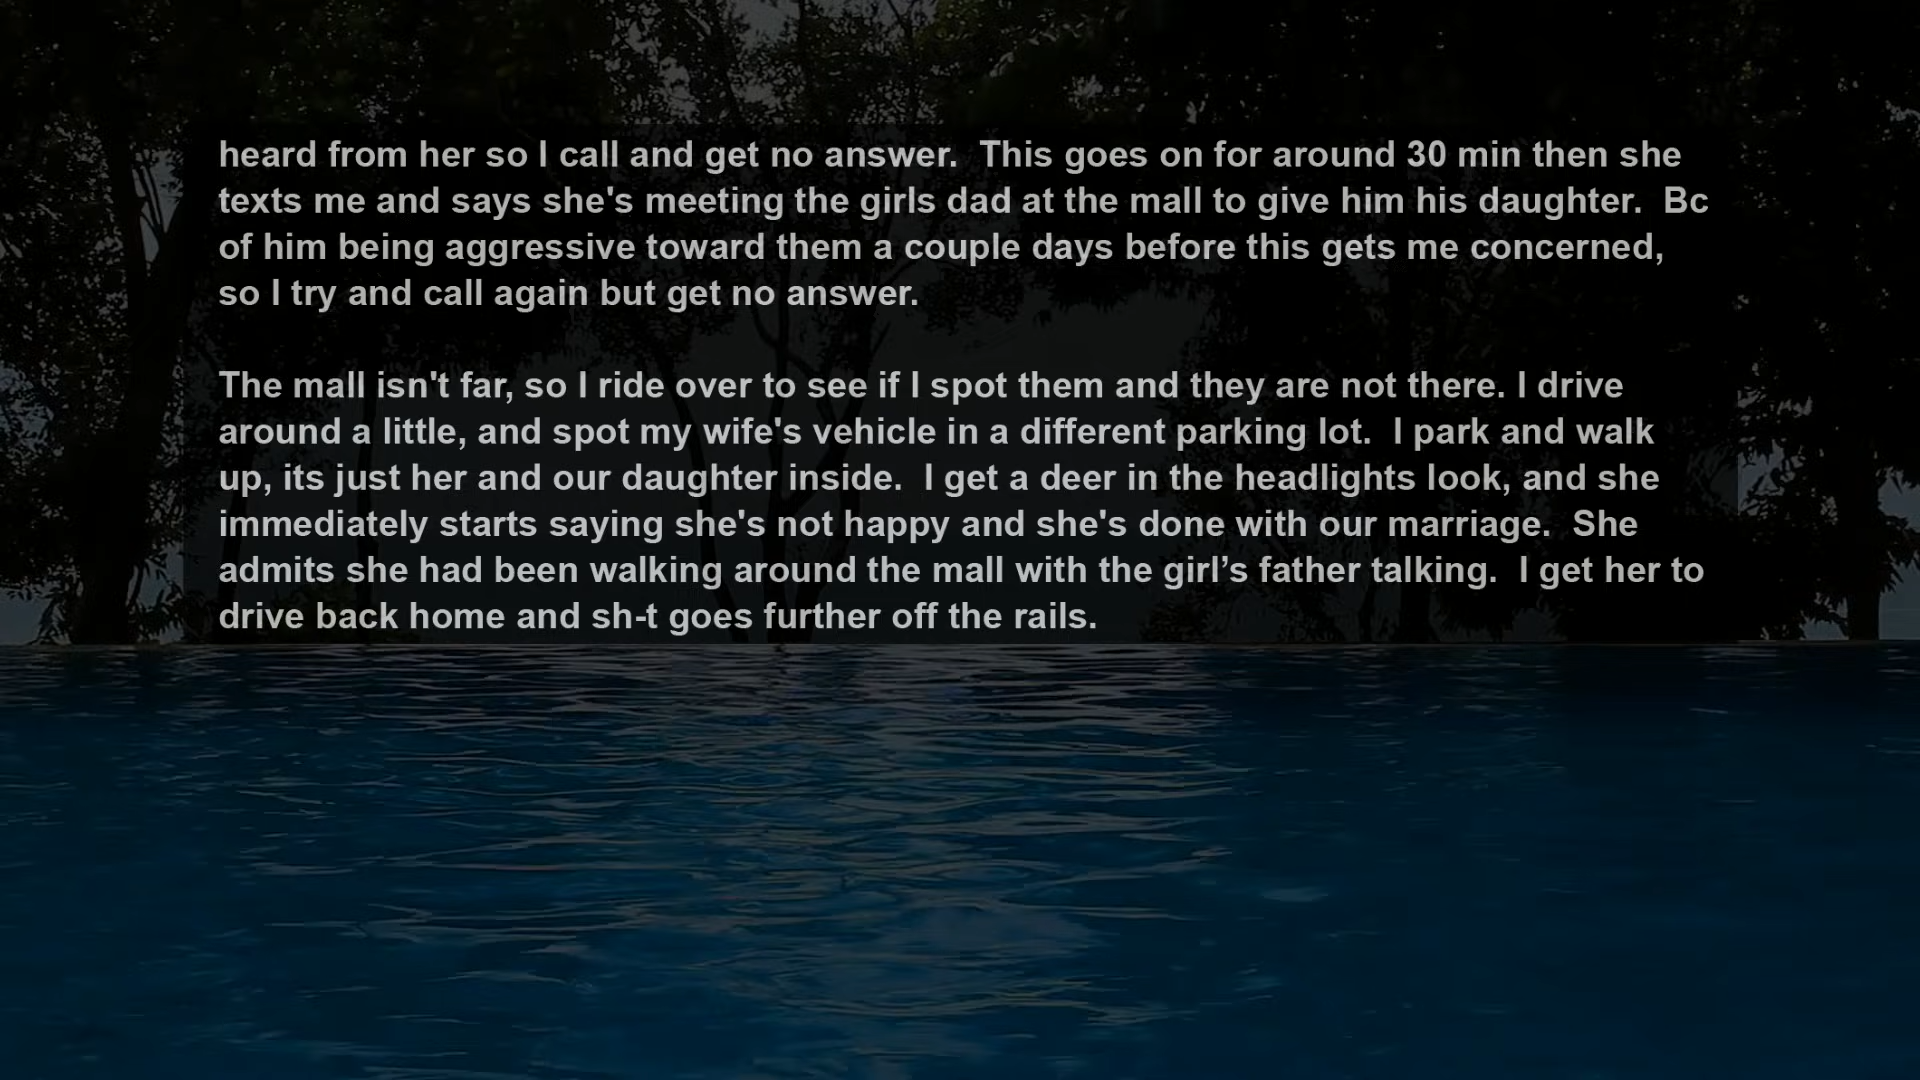 heard from her so I call and get no answer.  This goes on for around 30 min then she
texts me and says she's meeting the girls dad at the mall to give him his daughter.  Bc
of him being aggressive toward them a couple days before this gets me concerned,
so I try and call again but get no answer.
The mall isn't far, so I ride over to see if I spot them and they are not there. I drive
around a little, and spot my wife's vehicle in a different parking lot.  I park and walk
up, its just her and our daughter inside.  I get a deer in the headlights look, and she
immediately starts saying she's not happy and she's done with our marriage.  She
admits she had been walking around the mall with the girl’s father talking.  I get her to
drive back home and sh-t goes further off the rails.